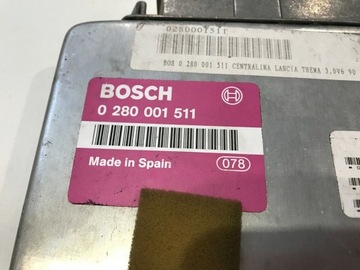 0280001511
BOS 0 280 001 511 CENTRALINA LANCIA THEMA 3.0V6 90
BOSCH
0 280 001 511
Made in Spain 078